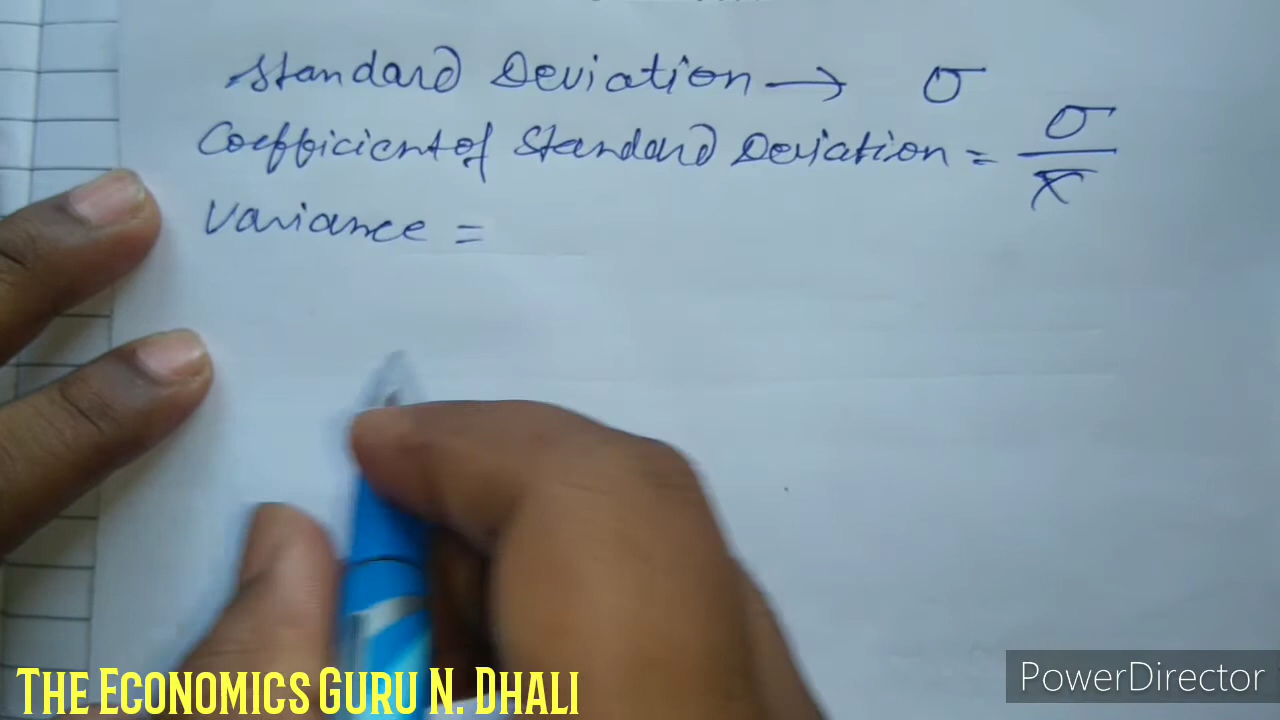 Standard Deviation → σ
Coefficient of Standard Deviation = σ / x̄
Variance =
THE ECONOMICS GURU N. DHALI
PowerDirector